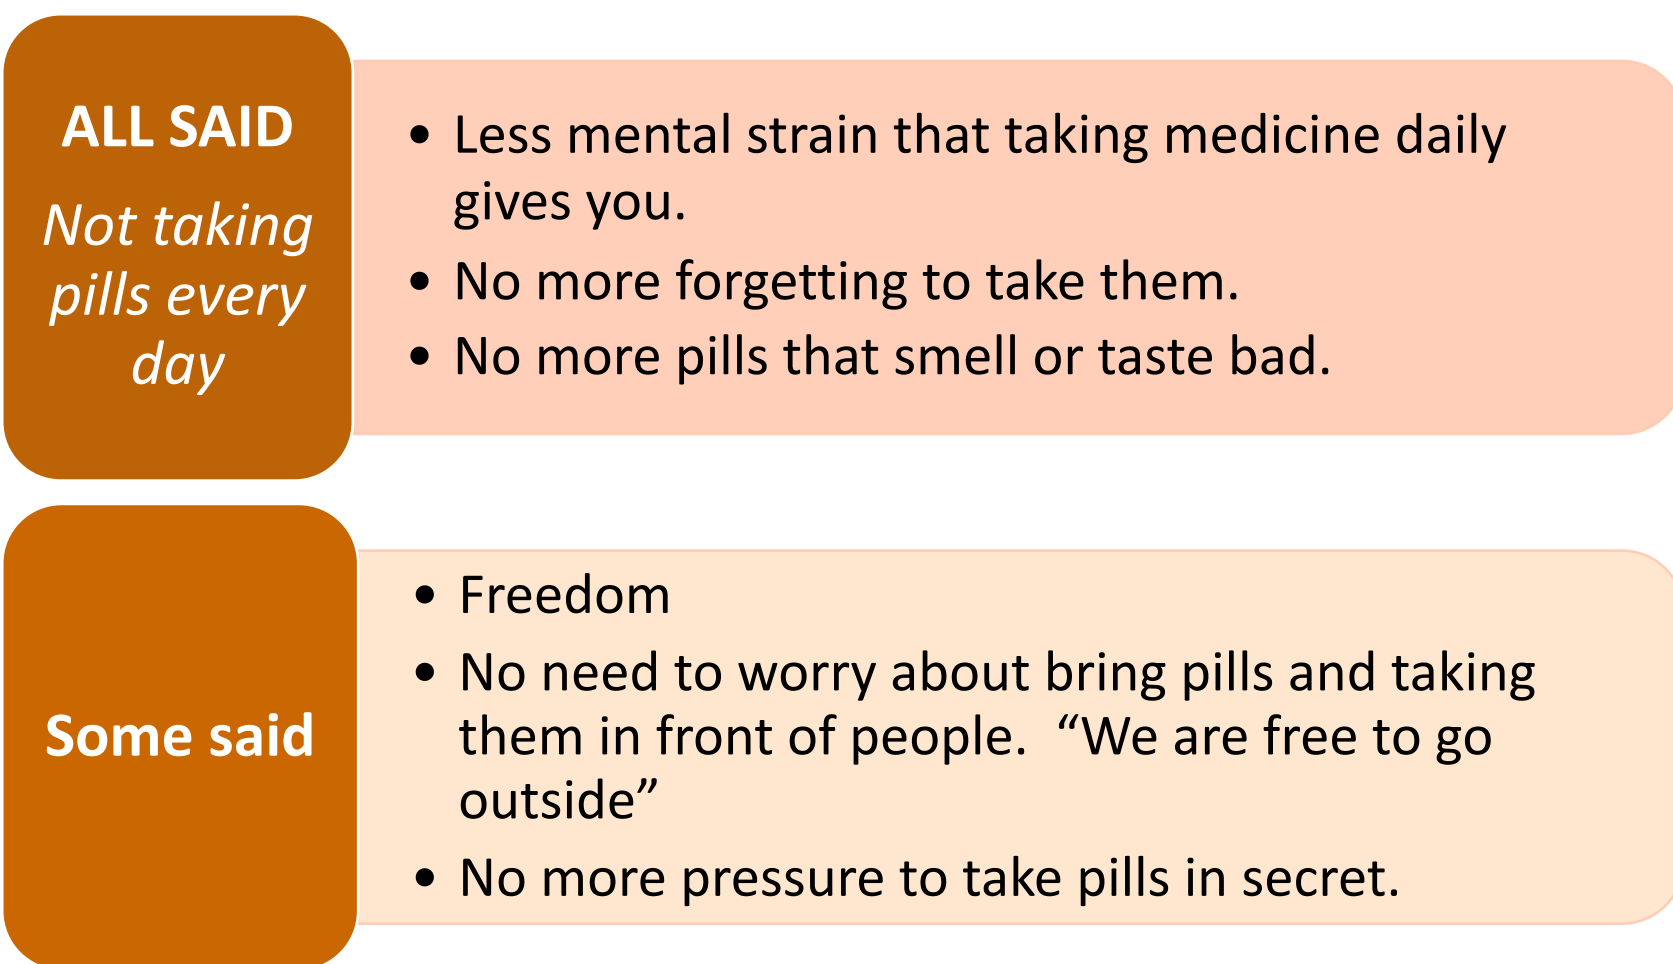 ALL SAID
Not taking
pills every
day
• Less mental strain that taking medicine daily
gives you.
• No more forgetting to take them.
• No more pills that smell or taste bad.
Some said
• Freedom
• No need to worry about bring pills and taking
them in front of people.  “We are free to go
outside”
• No more pressure to take pills in secret.